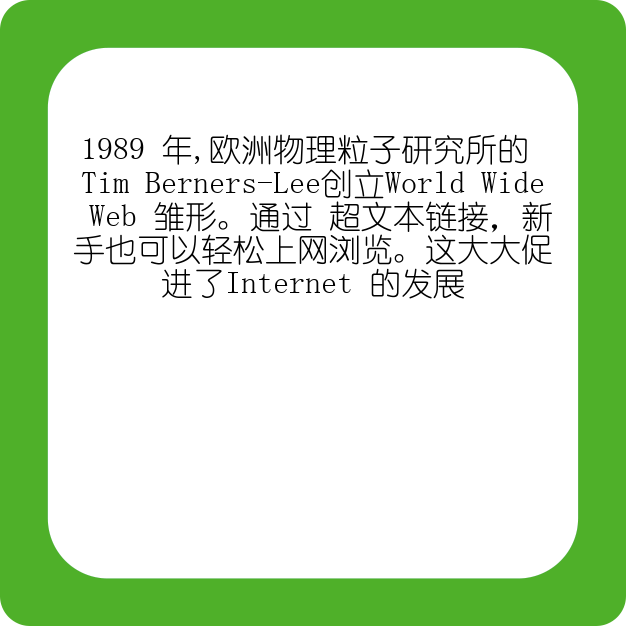 1989 年,欧洲物理粒子研究所的
Tim Berners-Lee创立World Wide
Web 雏形。通过 超文本链接，新
手也可以轻松上网浏览。这大大促
进了Internet 的发展